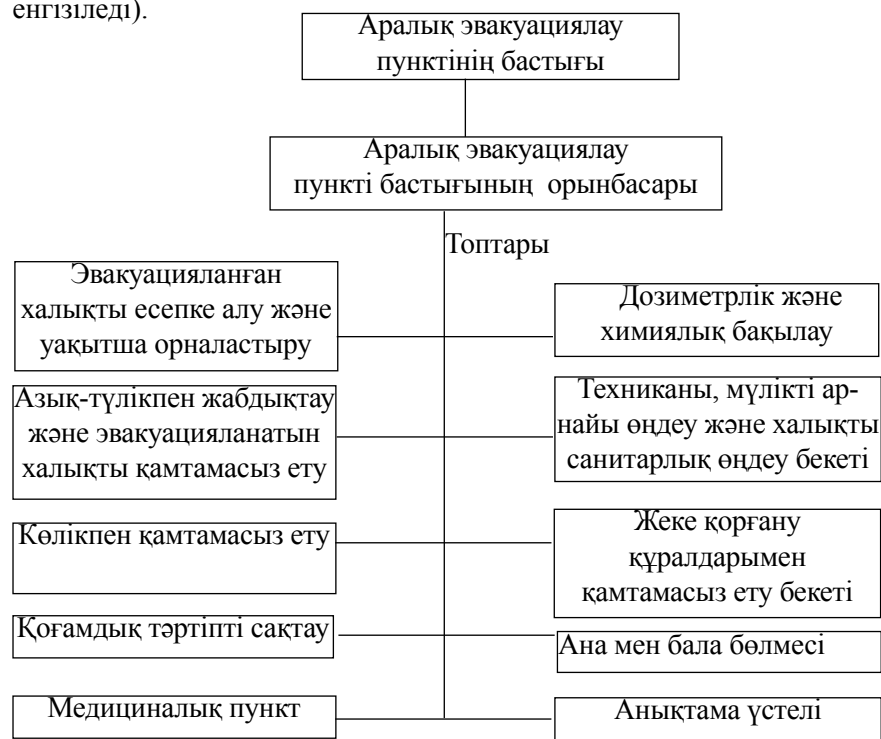 енгізіледі).
Аралық эвакуациялау
пунктінің бастығы
Аралық эвакуациялау
пункті бастығының орынбасары
Топтары
Эвакуацияланған
халықты есепке алу және
уақытша орналастыру
Дозиметрлік және
химиялық бақылау
Азық-түлікпен жабдықтау
және эвакуацияланатын
халықты қамтамасыз ету
Техниканы, мүлікті ар-
найы өңдеу және халықты
санитарлық өңдеу бекеті
Көлікпен қамтамасыз ету
Жеке қорғану
құралдарымен
қамтамасыз ету бекеті
Қоғамдық тәртіпті сақтау
Ана мен бала бөлмесі
Медициналық пункт
Анықтама үстелі